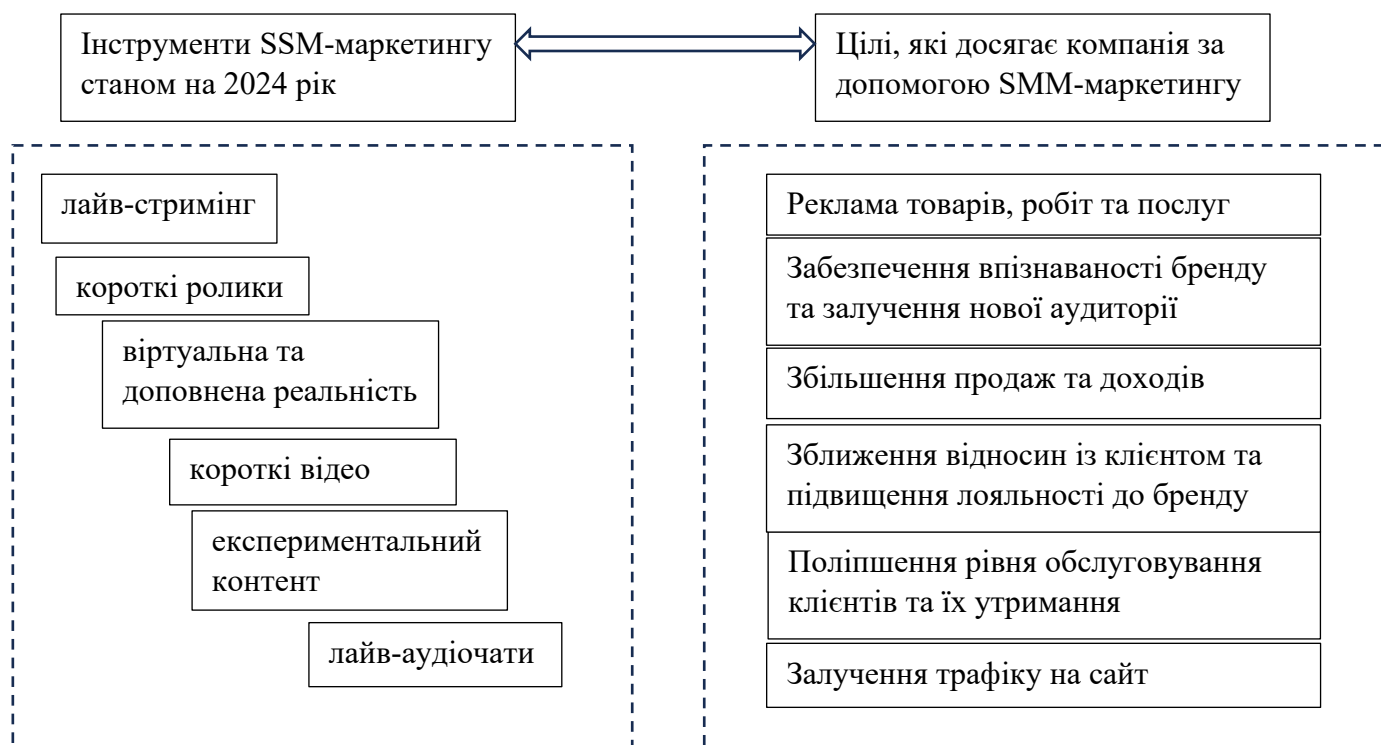 Інструменти SSM-маркетингу
станом на 2024 рік
Цілі, які досягає компанія за
допомогою SMM-маркетингу
лайв-стримінг
короткі ролики
віртуальна та
доповнена реальність
короткі відео
експериментальний
контент
лайв-аудіочати
Реклама товарів, робіт та послуг
Забезпечення впізнаваності бренду
та залучення нової аудиторії
Збільшення продаж та доходів
Зближення відносин із клієнтом та
підвищення лояльності до бренду
Поліпшення рівня обслуговування
клієнтів та їх утримання
Залучення трафіку на сайт